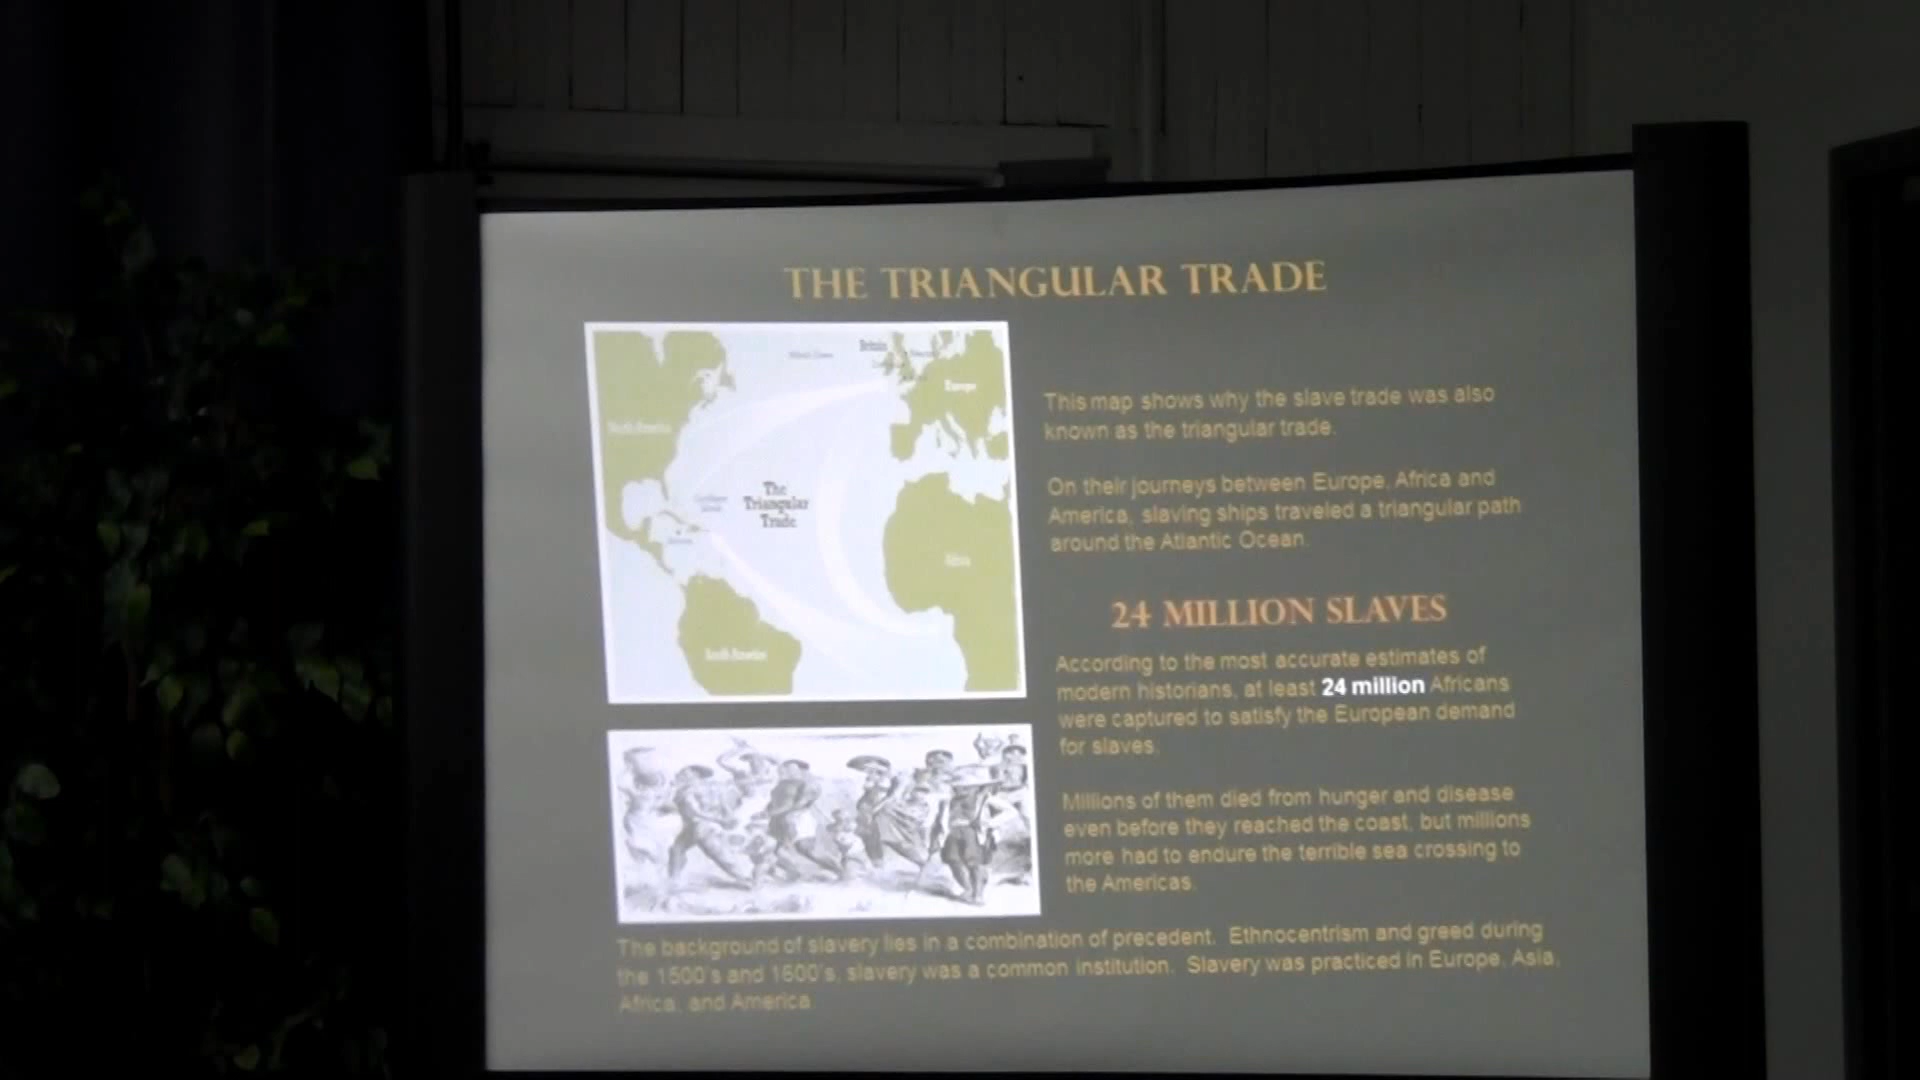 THE TRIANGULAR TRADE
Britain
Europe
North America
The
Triangular
Trade
Africa
South America
This map shows why the slave trade was also
known as the triangular trade.
On their journeys between Europe, Africa and
America, slaving ships traveled a triangular path
around the Atlantic Ocean.
24 MILLION SLAVES
According to the most accurate estimates of
modern historians, at least 24 million Africans
were captured to satisfy the European demand
for slaves.
Millions of them died from hunger and disease
even before they reached the coast, but millions
more had to endure the terrible sea crossing to
the Americas.
The background of slavery lies in a combination of precedent. Ethnocentrism and greed during
the 1500's and 1600's, slavery was a common institution. Slavery was practiced in Europe, Asia,
Africa, and America.